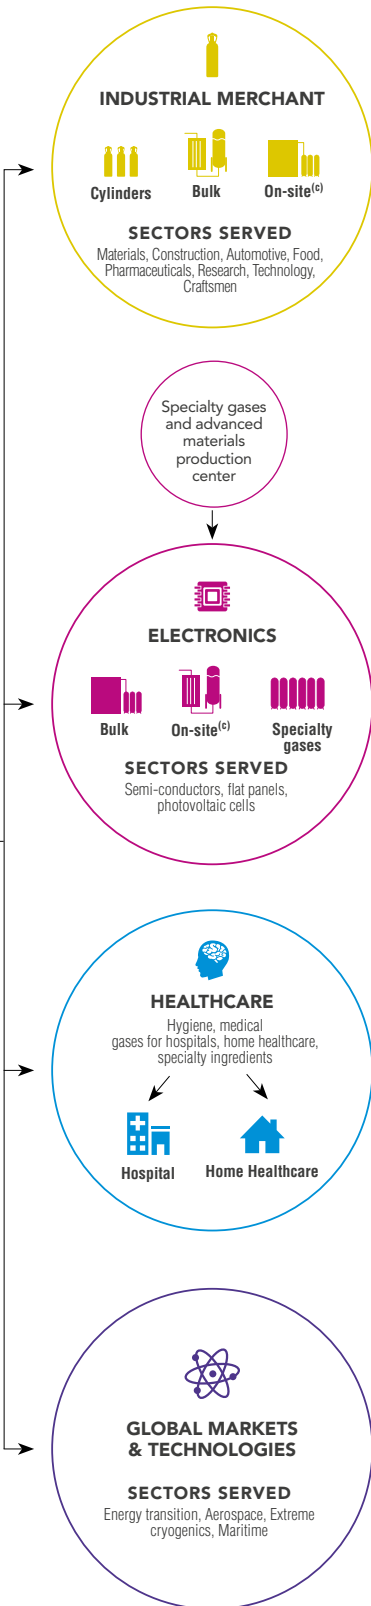 INDUSTRIAL MERCHANT
Cylinders
Bulk
On-site(c)
SECTORS SERVED
Materials, Construction, Automotive, Food,
Pharmaceuticals, Research, Technology,
Craftsmen
Specialty gases
and advanced
materials
production
center
ELECTRONICS
Bulk
On-site(c)
Specialty
gases
SECTORS SERVED
Semi-conductors, flat panels,
photovoltaic cells
HEALTHCARE
Hygiene, medical
gases for hospitals, home healthcare,
specialty ingredients
Hospital
Home Healthcare
GLOBAL MARKETS
& TECHNOLOGIES
SECTORS SERVED
Energy transition, Aerospace, Extreme
cryogenics, Maritime